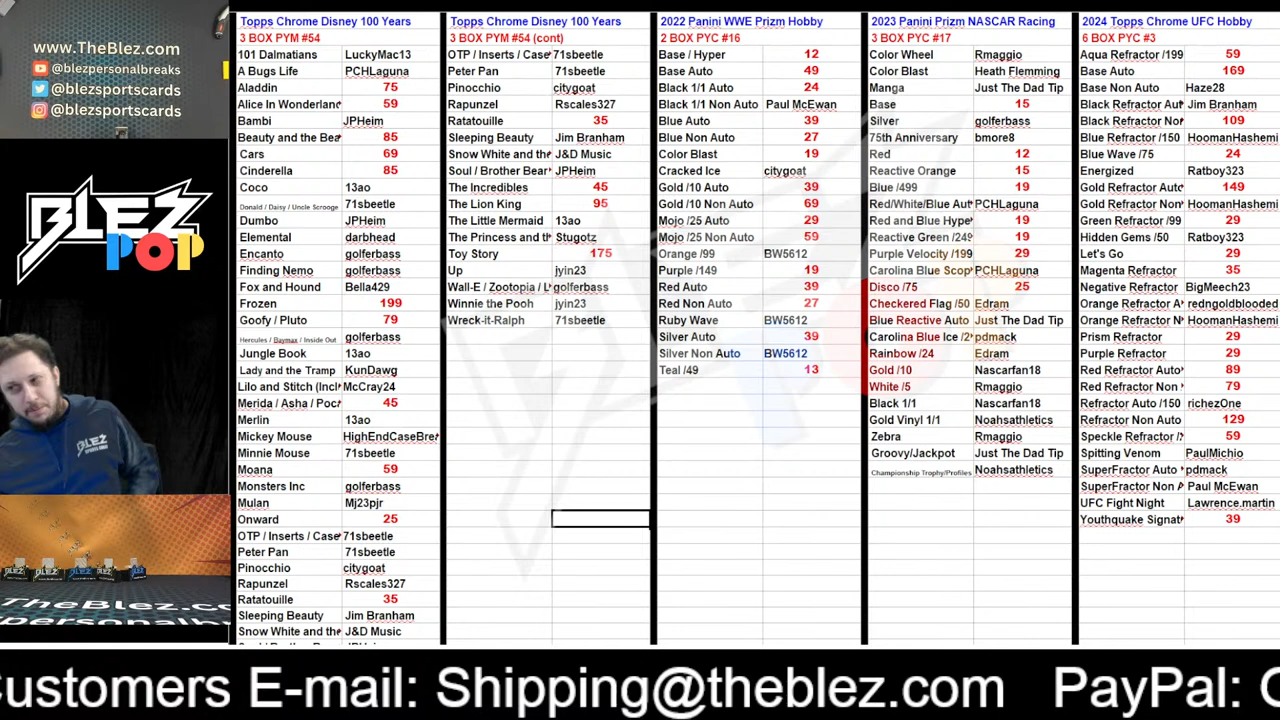 www.TheBlez.com
@blezpersonalbreaks
@blezsportscards
@blezsportscards
BLEZ
POP
Topps Chrome Disney 100 Years
3 BOX PYM #54
101 Dalmatians LuckyMac13
A Bugs Life PCHLaguna
Aladdin 75
Alice In Wonderlan 59
Bambi JPHeim
Beauty and the Bea 85
Cars 69
Cinderella 85
Coco 13ao
Donald / Daisy / Uncle Scrooge 71sbeetle
Dumbo JPHeim
Elemental darbhead
Encanto golferbass
Finding Nemo golferbass
Fox and Hound Bella429
Frozen 199
Goofy / Pluto 79
Hercules / Baymax / Inside Out golferbass
Jungle Book 13ao
Lady and the Tramp KunDawg
Lilo and Stitch (Incl McCray24
Merida / Asha / Poc 45
Merlin 13ao
Mickey Mouse HighEndCaseBre
Minnie Mouse 71sbeetle
Moana 59
Monsters Inc golferbass
Mulan Mj23pjr
Onward 25
OTP / Inserts / Case 71sbeetle
Peter Pan 71sbeetle
Pinocchio citygoat
Rapunzel Rscales327
Ratatouille 35
Sleeping Beauty Jim Branham
Snow White and the J&D Music
Topps Chrome Disney 100 Years
3 BOX PYM #54 (cont)
OTP / Inserts / Case 71sbeetle
Peter Pan 71sbeetle
Pinocchio citygoat
Rapunzel Rscales327
Ratatouille 35
Sleeping Beauty Jim Branham
Snow White and the J&D Music
Soul / Brother Bear JPHeim
The Incredibles 45
The Lion King 95
The Little Mermaid 13ao
The Princess and th Stugotz
Toy Story 175
Up jyin23
Wall-E / Zootopia / L golferbass
Winnie the Pooh jyin23
Wreck-it-Ralph 71sbeetle
2022 Panini WWE Prizm Hobby
2 BOX PYC #16
Base / Hyper 12
Base Auto 49
Black 1/1 Auto 24
Black 1/1 Non Auto Paul McEwan
Blue Auto 39
Blue Non Auto 27
Color Blast 19
Cracked Ice citygoat
Gold /10 Auto 39
Gold /10 Non Auto 69
Mojo /25 Auto 29
Mojo /25 Non Auto 59
Orange /99 BW5612
Purple /149 19
Red Auto 39
Red Non Auto 27
Ruby Wave BW5612
Silver Auto 39
Silver Non Auto BW5612
Teal /49 13
2023 Panini Prizm NASCAR Racing
3 BOX PYC #17
Color Wheel Rmaggio
Color Blast Heath Flemming
Manga Just The Dad Tip
Base 15
Silver golferbass
75th Anniversary bmore8
Red 12
Reactive Orange 15
Blue /499 19
Red/White/Blue Aut PCHLaguna
Red and Blue Hype 19
Reactive Green /249 19
Purple Velocity /199 29
Carolina Blue Scop PCHLaguna
Disco /75 25
Checkered Flag /50 Edram
Blue Reactive Auto Just The Dad Tip
Carolina Blue Ice /2 pdmack
Rainbow /24 Edram
Gold /10 Nascarfan18
White /5 Rmaggio
Black 1/1 Nascarfan18
Gold Vinyl 1/1 Noahsathletics
Zebra Rmaggio
Groovy/Jackpot Just The Dad Tip
Championship Trophy/Profiles Noahsathletics
2024 Topps Chrome UFC Hobby
6 BOX PYC #3
Aqua Refractor /199 59
Base Auto 169
Base Non Auto Haze28
Black Refractor Aut Jim Branham
Black Refractor Nor 109
Blue Refractor /150 HoomanHashemi
Blue Wave /75 24
Energized Ratboy323
Gold Refractor Auto 149
Gold Refractor Non HoomanHashemi
Green Refractor /99 29
Hidden Gems /50 Ratboy323
Let's Go 29
Magenta Refractor 35
Negative Refractor BigMeech23
Orange Refractor A redngoldblooded
Orange Refractor N HoomanHashemi
Prism Refractor 29
Purple Refractor 29
Red Refractor Auto 89
Red Refractor Non 79
Refractor Auto /150 richezOne
Refractor Non Auto 129
Speckle Refractor /2 59
Spitting Venom PaulMichio
SuperFractor Auto pdmack
SuperFractor Non A Paul McEwan
UFC Fight Night Lawrence.martin
Youthquake Signat 39
TheBlez.co
Customers E-mail: Shipping@theblez.com PayPal: